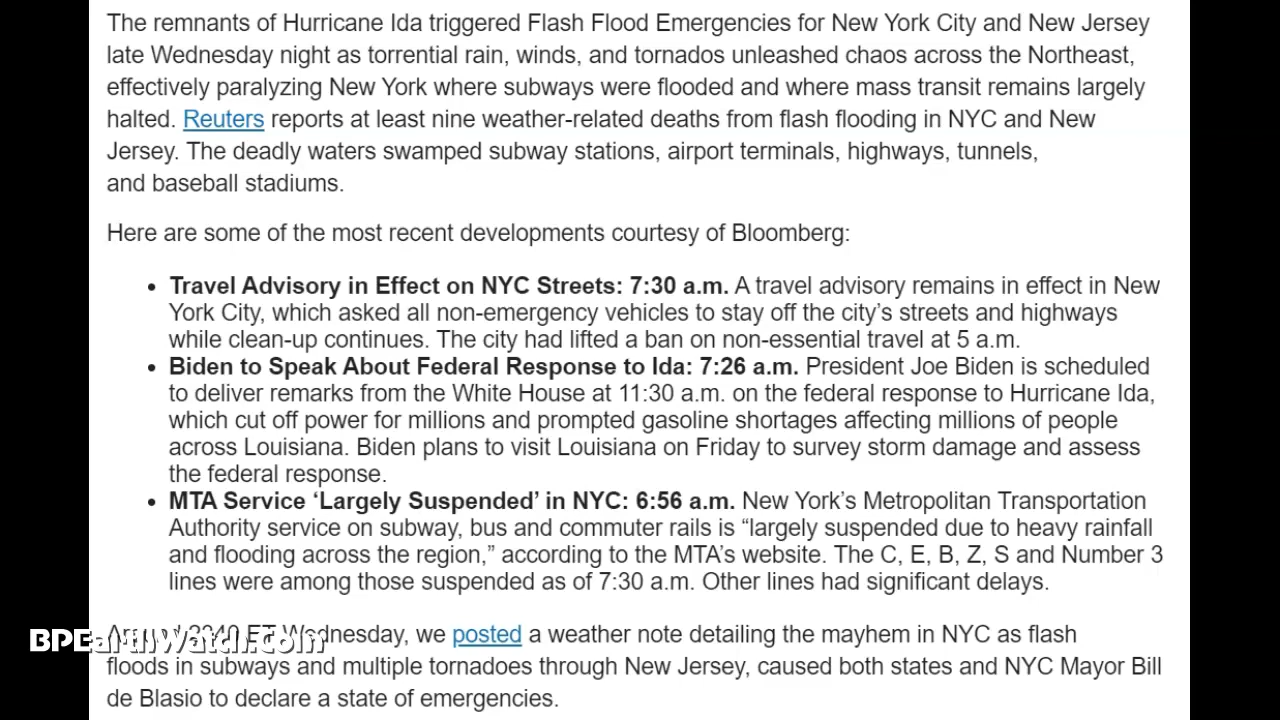 The remnants of Hurricane Ida triggered Flash Flood Emergencies for New York City and New Jersey
late Wednesday night as torrential rain, winds, and tornados unleashed chaos across the Northeast,
effectively paralyzing New York where subways were flooded and where mass transit remains largely
halted. Reuters reports at least nine weather-related deaths from flash flooding in NYC and New
Jersey. The deadly waters swamped subway stations, airport terminals, highways, tunnels,
and baseball stadiums.
Here are some of the most recent developments courtesy of Bloomberg:
• Travel Advisory in Effect on NYC Streets: 7:30 a.m. A travel advisory remains in effect in New
York City, which asked all non-emergency vehicles to stay off the city’s streets and highways
while clean-up continues. The city had lifted a ban on non-essential travel at 5 a.m.
• Biden to Speak About Federal Response to Ida: 7:26 a.m. President Joe Biden is scheduled
to deliver remarks from the White House at 11:30 a.m. on the federal response to Hurricane Ida,
which cut off power for millions and prompted gasoline shortages affecting millions of people
across Louisiana. Biden plans to visit Louisiana on Friday to survey storm damage and assess
the federal response.
• MTA Service ‘Largely Suspended’ in NYC: 6:56 a.m. New York’s Metropolitan Transportation
Authority service on subway, bus and commuter rails is “largely suspended due to heavy rainfall
and flooding across the region,” according to the MTA’s website. The C, E, B, Z, S and Number 3
lines were among those suspended as of 7:30 a.m. Other lines had significant delays.
BPEarthWatch.Com
ET Wednesday, we posted a weather note detailing the mayhem in NYC as flash
floods in subways and multiple tornadoes through New Jersey, caused both states and NYC Mayor Bill
de Blasio to declare a state of emergencies.